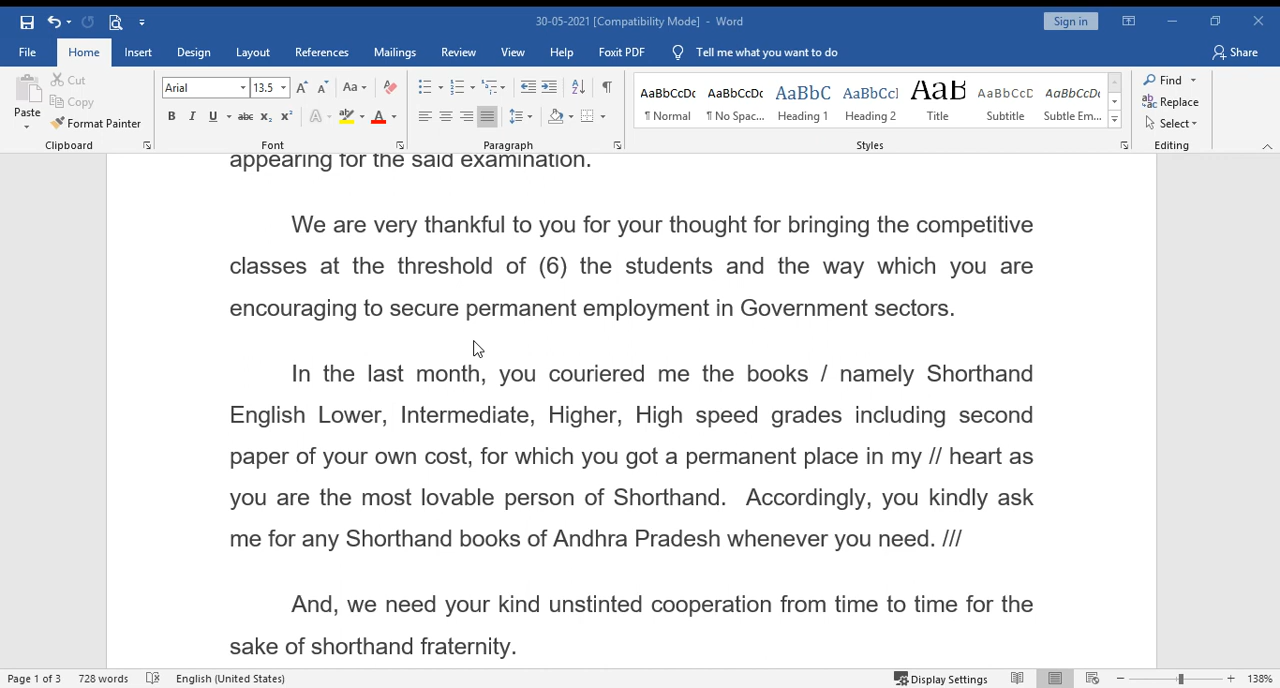 30-05-2021 [Compatibility Mode] - Word
Sign in
File Home Insert Design Layout References Mailings Review View Help Foxit PDF Tell me what you want to do Share
Paste
Cut
Copy
Format Painter
Clipboard
Arial 13.5
Font
Paragraph
AaBbCcDc AaBbCcDc AaBbC AaBbCcI AaB AaBbCcD AaBbCcDc
¶ Normal ¶ No Spac... Heading 1 Heading 2 Title Subtitle Subtle Em...
Styles
Find
Replace
Select
Editing
appearing for the said examination.
We are very thankful to you for your thought for bringing the competitive
classes at the threshold of (6) the students and the way which you are
encouraging to secure permanent employment in Government sectors.
In the last month, you couriered me the books / namely Shorthand
English Lower, Intermediate, Higher, High speed grades including second
paper of your own cost, for which you got a permanent place in my // heart as
you are the most lovable person of Shorthand. Accordingly, you kindly ask
me for any Shorthand books of Andhra Pradesh whenever you need. ///
And, we need your kind unstinted cooperation from time to time for the
sake of shorthand fraternity.
Page 1 of 3 728 words English (United States) Display Settings 138%